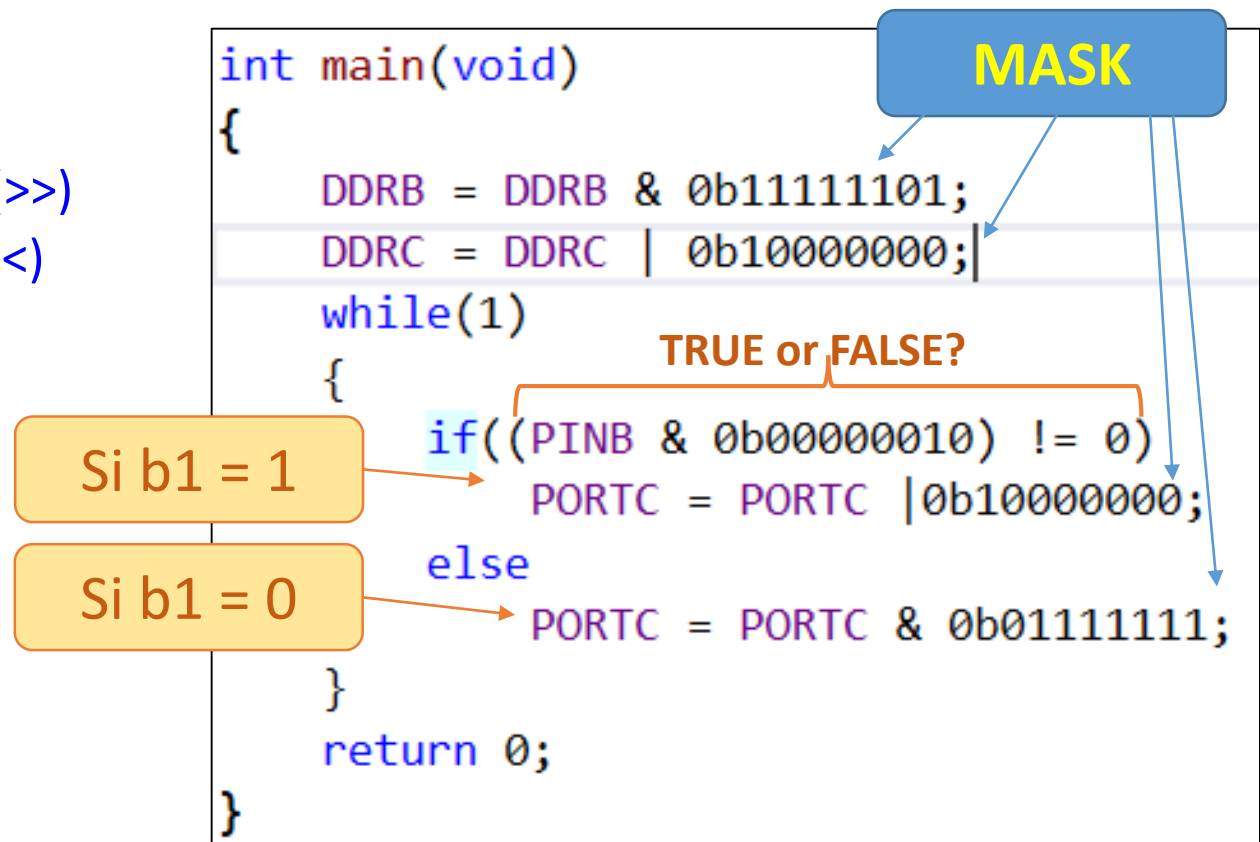 MASK
int main(void)
{
>>)
DDRB = DDRB & 0b11111101;
<)
DDRC = DDRC | 0b10000000;
while(1)
TRUE or FALSE?
{
if((PINB & 0b00000010) != 0)
Si b1 = 1
PORTC = PORTC |0b10000000;
else
Si b1 = 0
PORTC = PORTC & 0b01111111;
}
return 0;
}